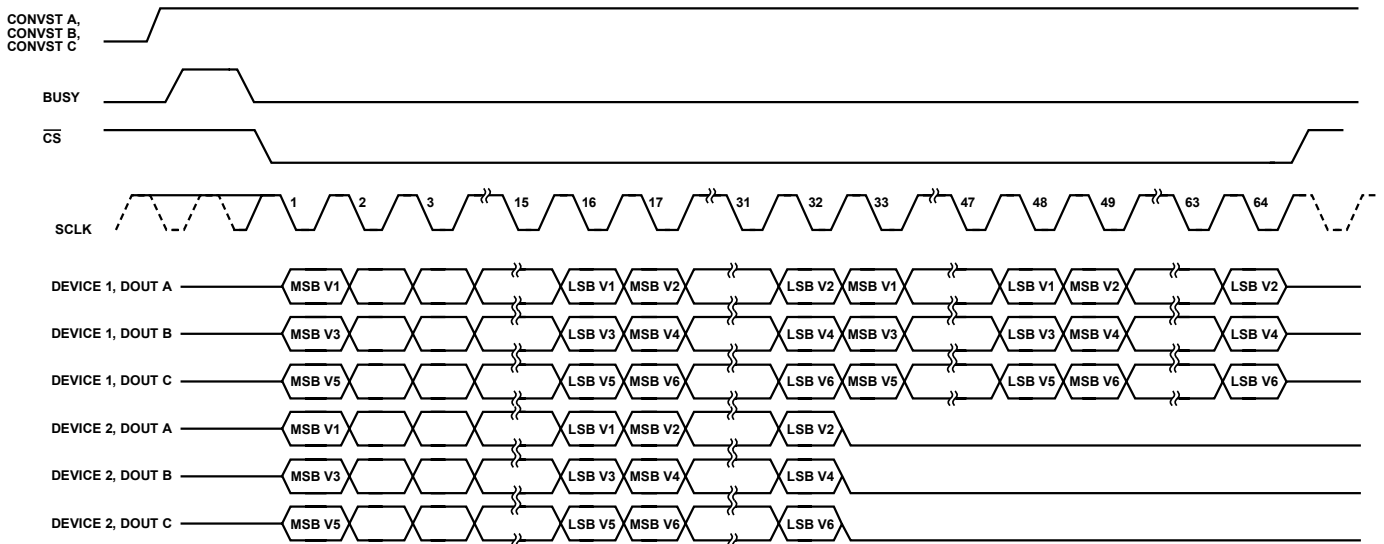 CONVST A,
CONVST B,
CONVST C
BUSY
CS
SCLK
1 2 3 15 16 17 31 32 33 47 48 49 63 64
DEVICE 1, DOUT A MSB V1 LSB V1 MSB V2 LSB V2 MSB V1 LSB V1 MSB V2 LSB V2
DEVICE 1, DOUT B MSB V3 LSB V3 MSB V4 LSB V4 MSB V3 LSB V3 MSB V4 LSB V4
DEVICE 1, DOUT C MSB V5 LSB V5 MSB V6 LSB V6 MSB V5 LSB V5 MSB V6 LSB V6
DEVICE 2, DOUT A MSB V1 LSB V1 MSB V2 LSB V2
DEVICE 2, DOUT B MSB V3 LSB V3 MSB V4 LSB V4
DEVICE 2, DOUT C MSB V5 LSB V5 MSB V6 LSB V6